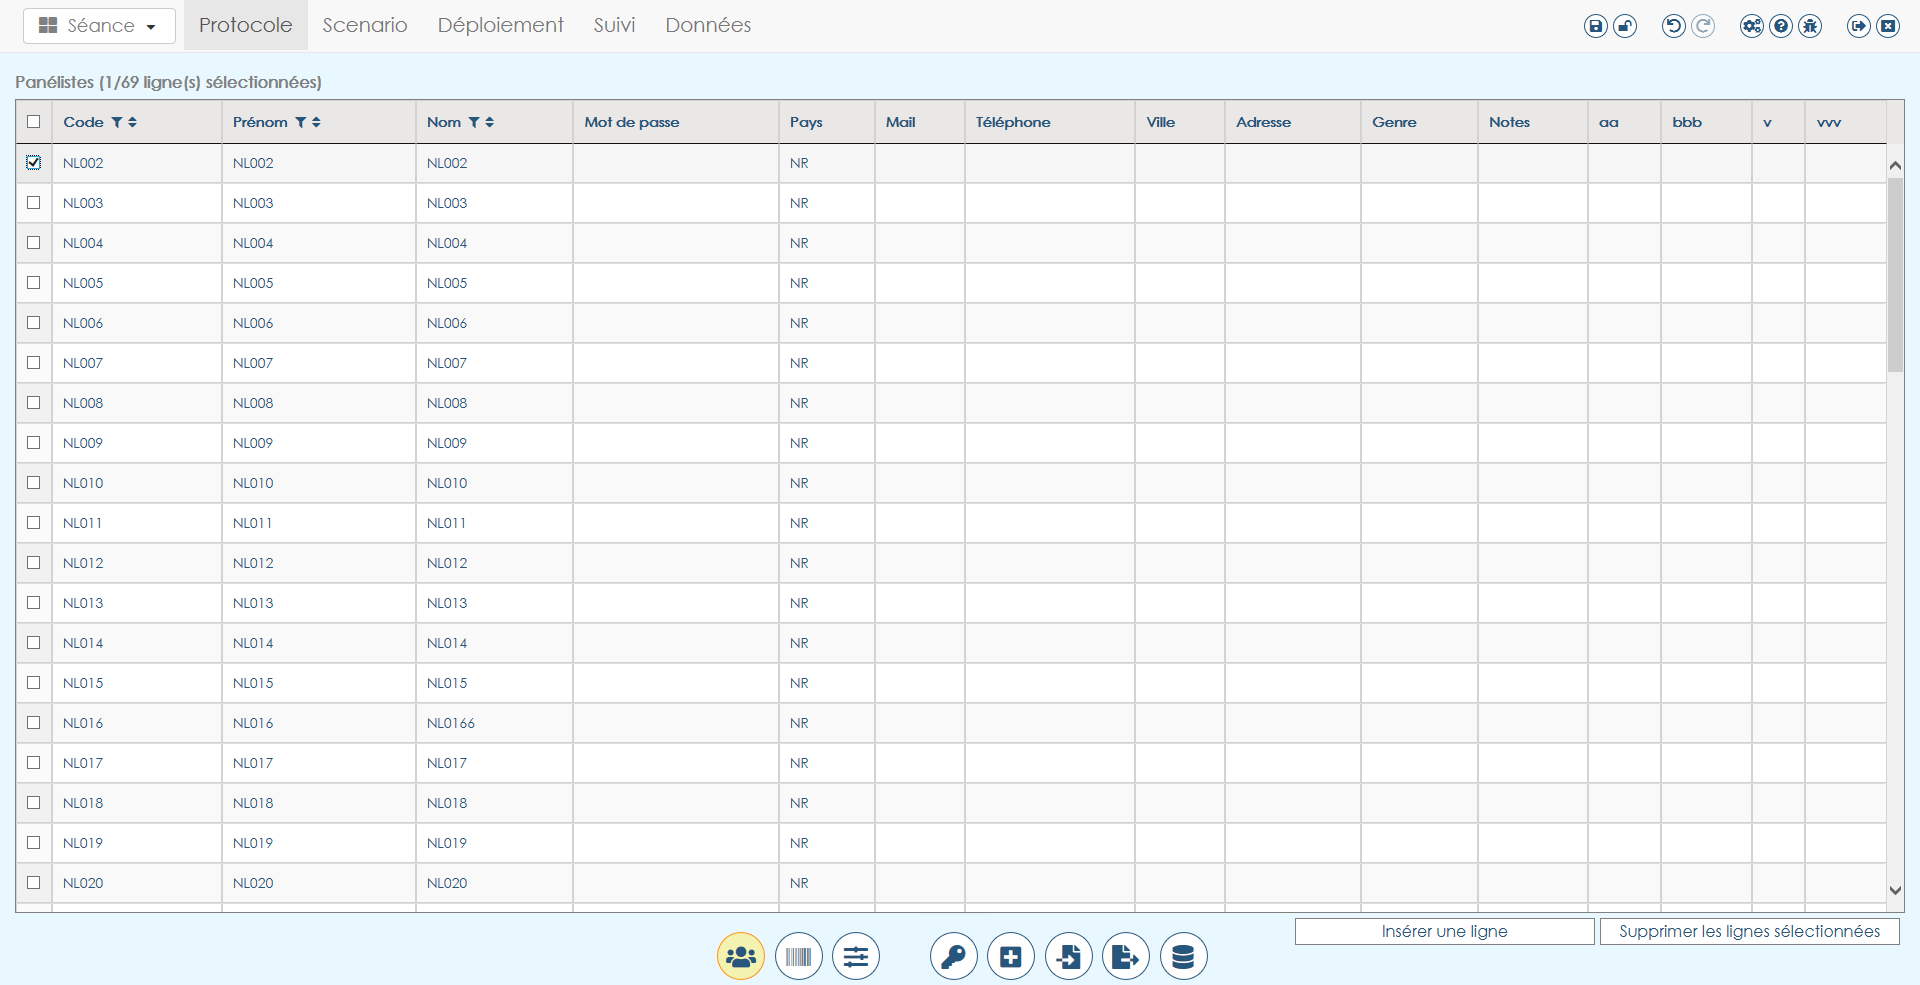 Séance Protocole Scenario Déploiement Suivi Données
Panélistes (1/69 ligne(s) sélectionnées)
Code Prénom Nom Mot de passe Pays Mail Téléphone Ville Adresse Genre Notes aa bbb v vvv
NL002 NL002 NL002 NR
NL003 NL003 NL003 NR
NL004 NL004 NL004 NR
NL005 NL005 NL005 NR
NL006 NL006 NL006 NR
NL007 NL007 NL007 NR
NL008 NL008 NL008 NR
NL009 NL009 NL009 NR
NL010 NL010 NL010 NR
NL011 NL011 NL011 NR
NL012 NL012 NL012 NR
NL013 NL013 NL013 NR
NL014 NL014 NL014 NR
NL015 NL015 NL015 NR
NL016 NL016 NL0166 NR
NL017 NL017 NL017 NR
NL018 NL018 NL018 NR
NL019 NL019 NL019 NR
NL020 NL020 NL020 NR
Insérer une ligne Supprimer les lignes sélectionnées